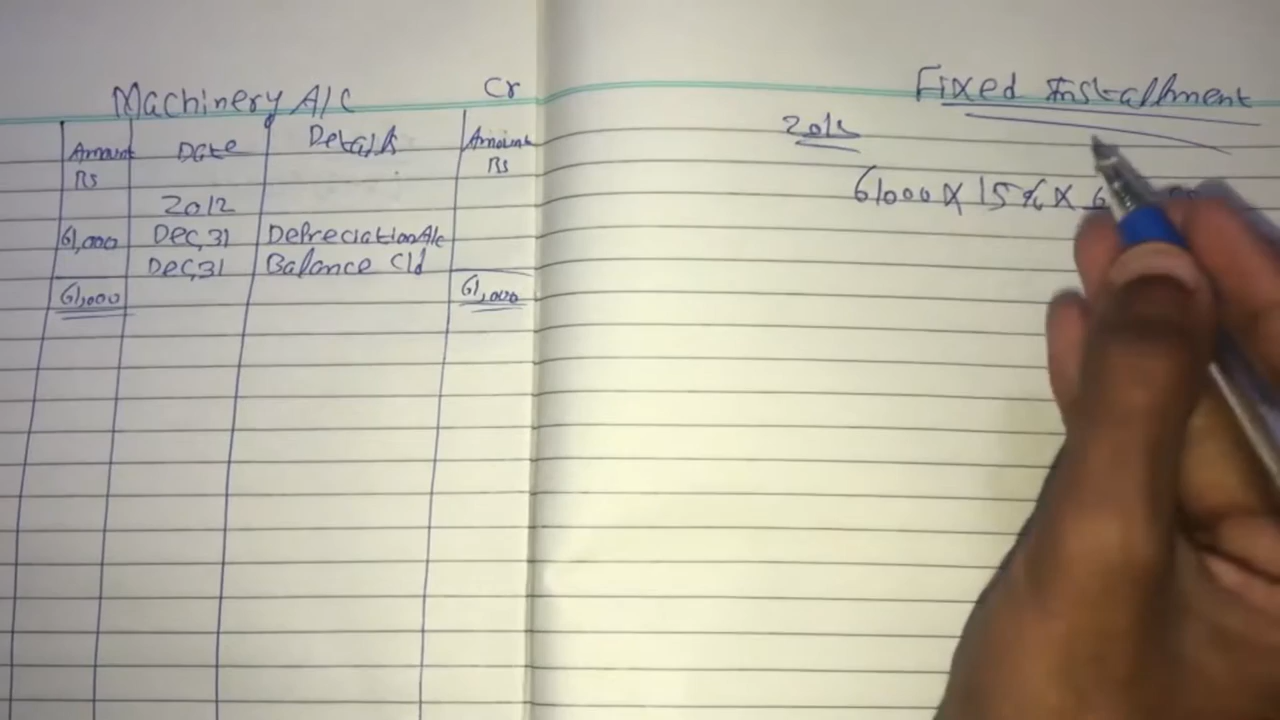 Machinery A/C Cr
Amount Rs Date Details Amount Rs
2012
61,000 Dec,31 Depreciation A/c
Dec,31 Balance C/d
61,000 61,000
Fixed Installment
2012
61000 X 15% X 6